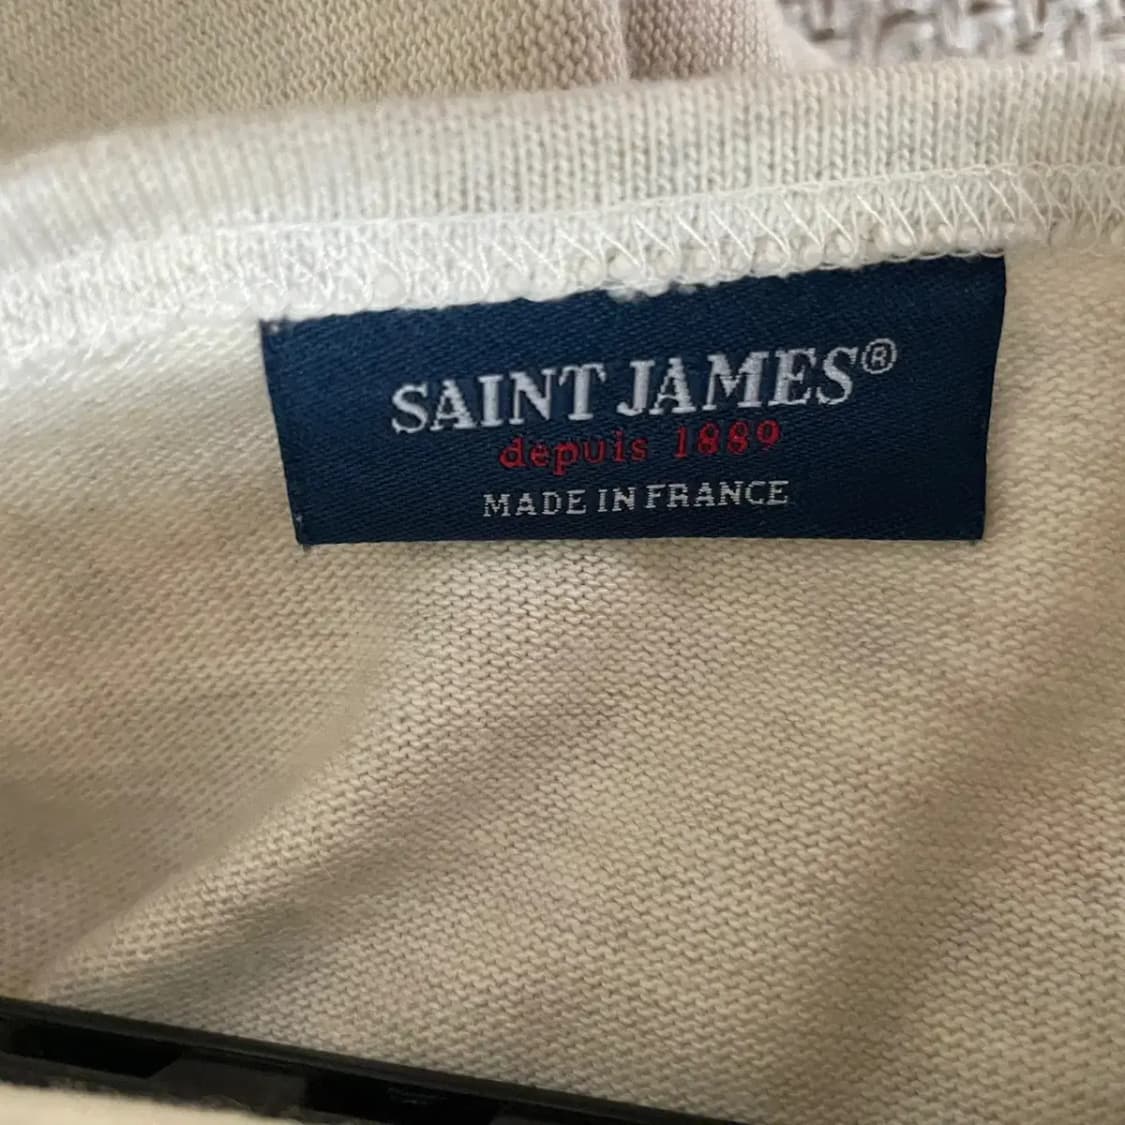 SAINT JAMES®
depuis 1889
MADE IN FRANCE